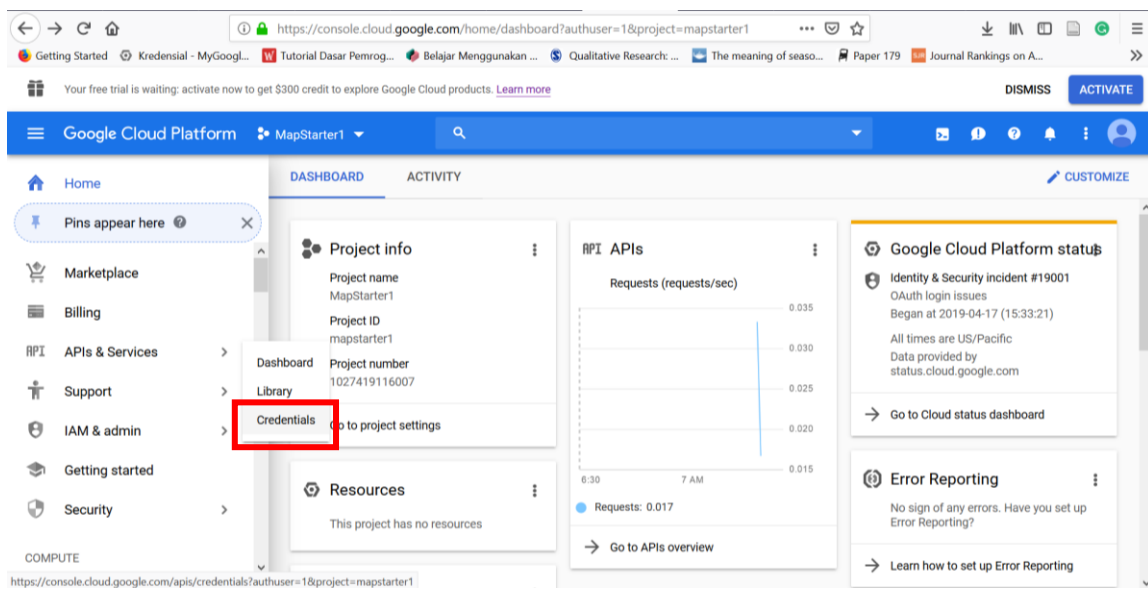 https://console.cloud.google.com/home/dashboard?authuser=1&project=mapstarter1
Getting Started
Kredensial - MyGoogl...
Tutorial Dasar Pemrog...
Belajar Menggunakan ...
Qualitative Research: ...
The meaning of seaso...
Paper 179
Journal Rankings on A...
Your free trial is waiting: activate now to get $300 credit to explore Google Cloud products. Learn more
DISMISS
ACTIVATE
Google Cloud Platform
MapStarter1
Home
Pins appear here
Marketplace
Billing
API APIs & Services
Support
IAM & admin
Getting started
Security
COMPUTE
Dashboard
Library
Credentials
DASHBOARD
ACTIVITY
CUSTOMIZE
Project info
Project name
MapStarter1
Project ID
mapstarter1
Project number
1027419116007
Go to project settings
Resources
This project has no resources
API APIs
Requests (requests/sec)
0.035
0.030
0.025
0.020
0.015
6:30
7 AM
Requests: 0.017
Go to APIs overview
Google Cloud Platform status
Identity & Security incident #19001
OAuth login issues
Began at 2019-04-17 (15:33:21)
All times are US/Pacific
Data provided by
status.cloud.google.com
Go to Cloud status dashboard
Error Reporting
No sign of any errors. Have you set up
Error Reporting?
Learn how to set up Error Reporting
https://console.cloud.google.com/apis/credentials?authuser=1&project=mapstarter1